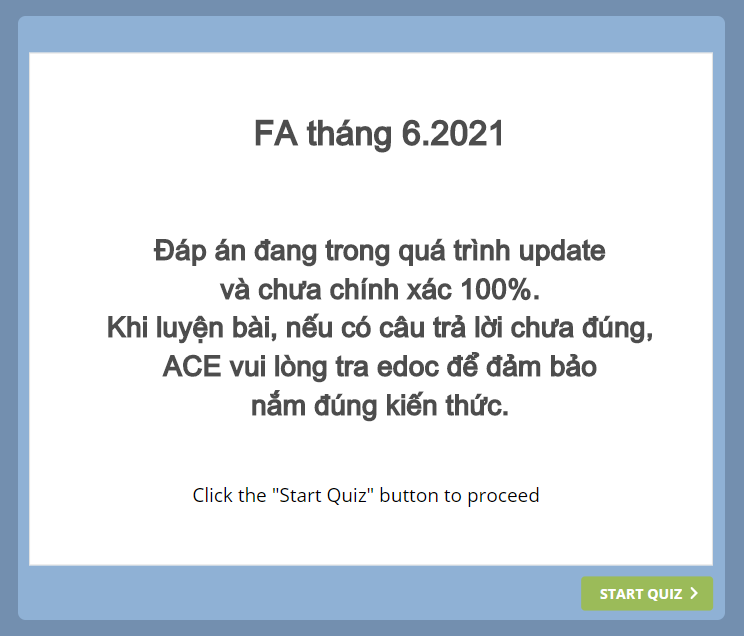 FA tháng 6.2021
Đáp án đang trong quá trình update
và chưa chính xác 100%.
Khi luyện bài, nếu có câu trả lời chưa đúng,
ACE vui lòng tra edoc để đảm bảo
nắm đúng kiến thức.
Click the "Start Quiz" button to proceed
START QUIZ